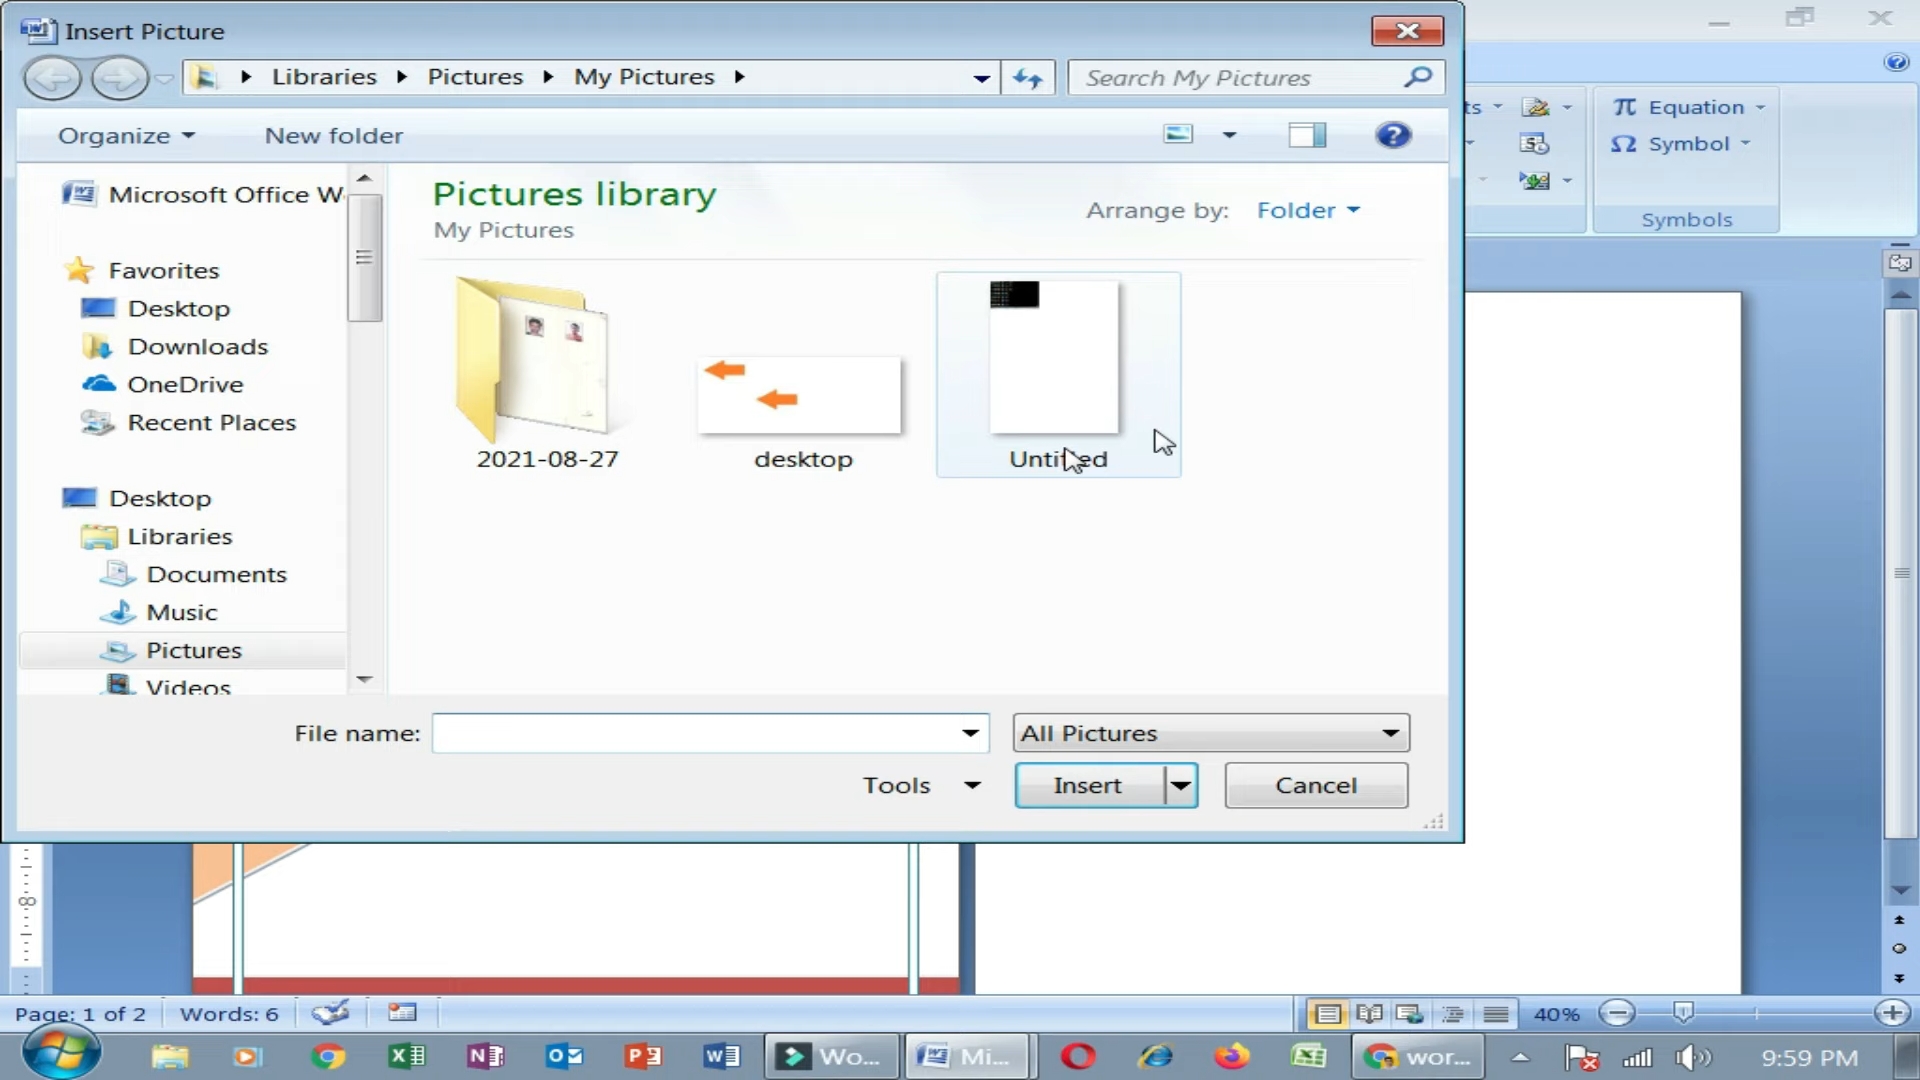 Insert Picture
Libraries Pictures My Pictures
Search My Pictures
Organize New folder
ts Equation
Symbol
Symbols
Microsoft Office W
Pictures library
My Pictures
Arrange by: Folder
Favorites
Desktop
Downloads
OneDrive
Recent Places
2021-08-27 desktop Untitled
Desktop
Libraries
Documents
Music
Pictures
Videos
File name: All Pictures
Tools Insert Cancel
8
Page: 1 of 2 Words: 6 40%
Wo... Mi... wor... 9:59 PM